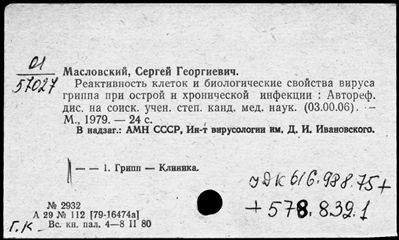 01
57027
Масловский, Сергей Георгиевич.
Реактивность клеток и биологические свойства вируса
гриппа при острой и хронической инфекции : Автореф.
дис. на соиск. учен. степ. канд. мед. наук. (03.00.06). —
М., 1979. — 24 с.
В надзаг.: АМН СССР, Ин-т вирусологии им. Д. И. Ивановского.
— — 1. Грипп — Клиника.
УДК 616.988.75+
+ 578.832.1
№ 2932
А 29 № 112 [79-16474а]
Г.К. Вс. кн. пал. 4—8 II 80